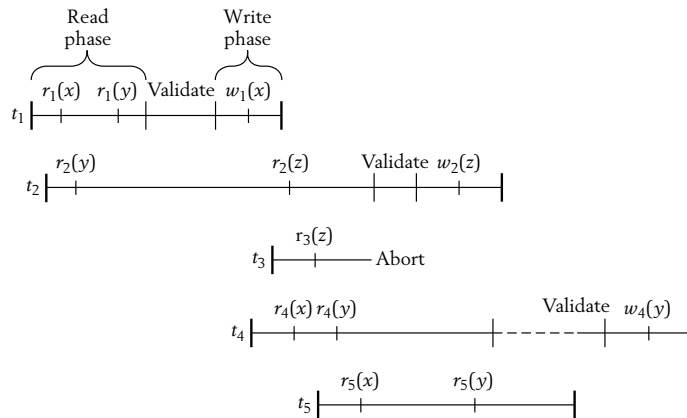 Read phase
Write phase
r₁(x) r₁(y) Validate w₁(x)
t₁
r₂(y) r₂(z) Validate w₂(z)
t₂
r₃(z)
t₃ Abort
r₄(x) r₄(y) Validate w₄(y)
t₄
r₅(x) r₅(y)
t₅